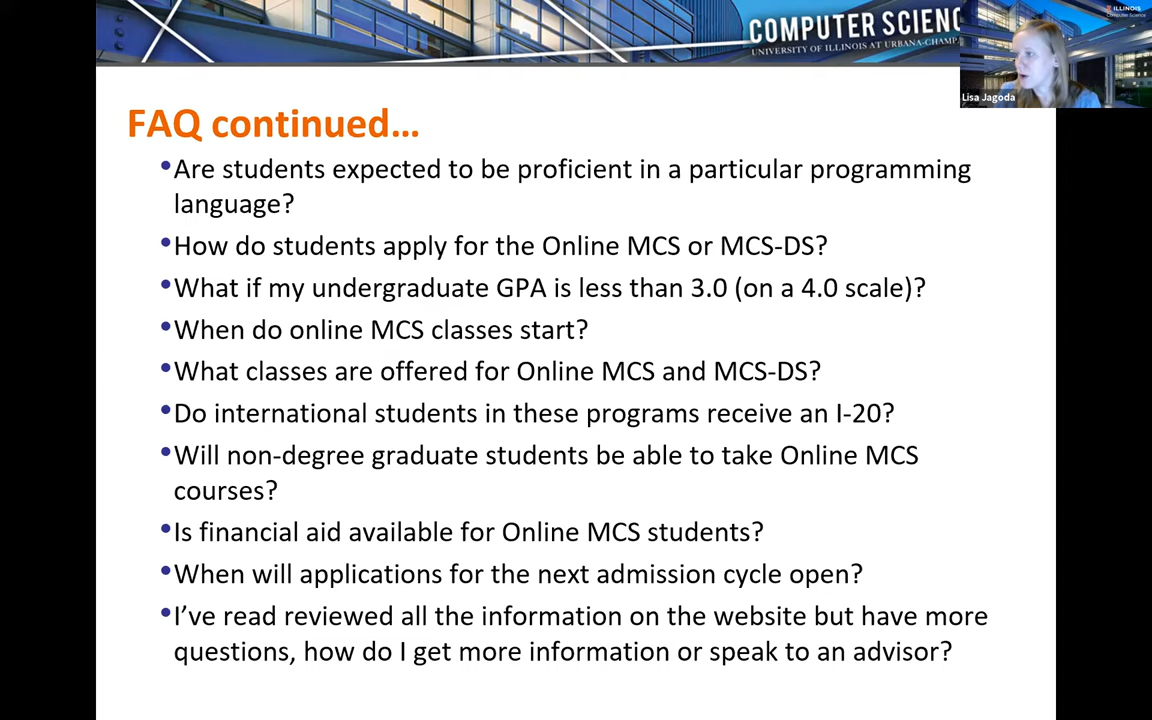 COMPUTER SCIENC
UNIVERSITY OF ILLINOIS AT URBANA-CHAMP
ILLINOIS
Computer Science
Lisa Jagoda
FAQ continued…
•Are students expected to be proficient in a particular programming
language?
•How do students apply for the Online MCS or MCS-DS?
•What if my undergraduate GPA is less than 3.0 (on a 4.0 scale)?
•When do online MCS classes start?
•What classes are offered for Online MCS and MCS-DS?
•Do international students in these programs receive an I-20?
•Will non-degree graduate students be able to take Online MCS
courses?
•Is financial aid available for Online MCS students?
•When will applications for the next admission cycle open?
•I’ve read reviewed all the information on the website but have more
questions, how do I get more information or speak to an advisor?